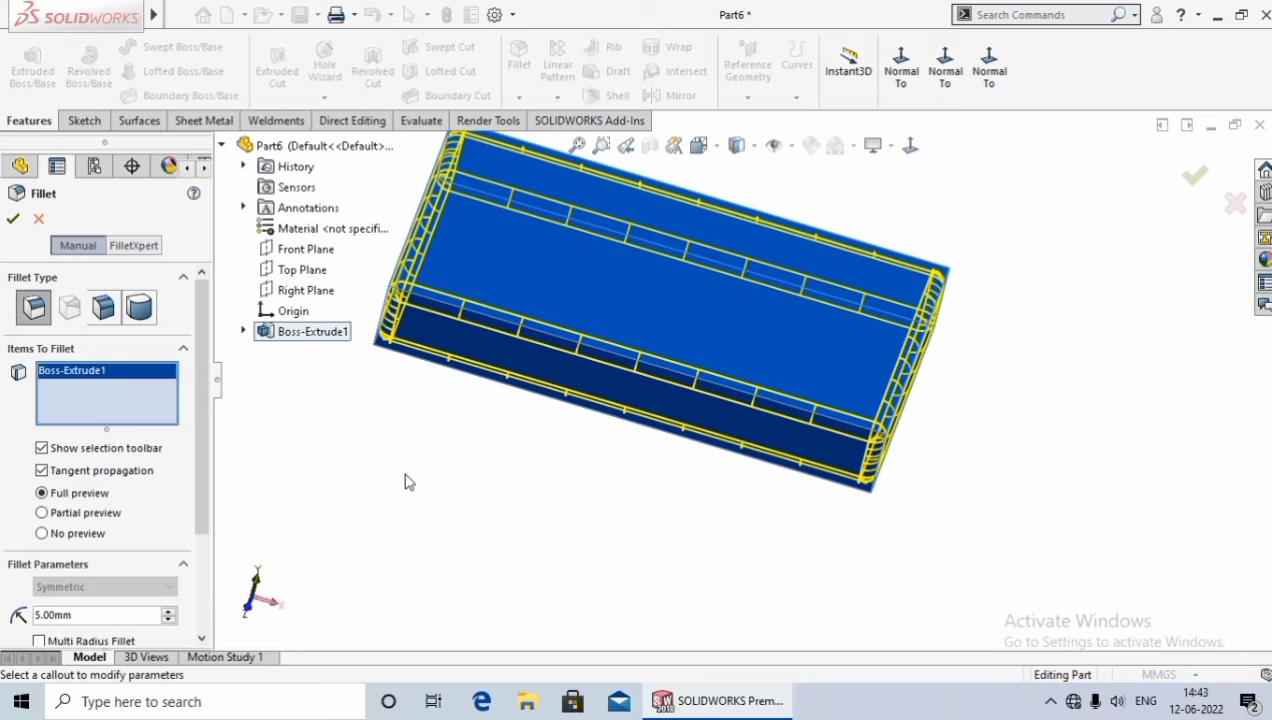 SOLIDWORKS
Part6 *
Search Commands
Extruded Boss/Base
Revolved Boss/Base
Swept Boss/Base
Lofted Boss/Base
Boundary Boss/Base
Extruded Cut
Hole Wizard
Revolved Cut
Swept Cut
Lofted Cut
Boundary Cut
Fillet
Linear Pattern
Rib
Draft
Shell
Wrap
Intersect
Mirror
Reference Geometry
Curves
Instant3D
Normal To
Normal To
Normal To
Features
Sketch
Surfaces
Sheet Metal
Weldments
Direct Editing
Evaluate
Render Tools
SOLIDWORKS Add-Ins
Fillet
Manual
FilletXpert
Fillet Type
Items To Fillet
Boss-Extrude1
Show selection toolbar
Tangent propagation
Full preview
Partial preview
No preview
Fillet Parameters
Symmetric
5.00mm
Multi Radius Fillet
Part6 (Default<<Default>...
History
Sensors
Annotations
Material <not specifi...
Front Plane
Top Plane
Right Plane
Origin
Boss-Extrude1
Y
X
Z
Activate Windows
Go to Settings to activate Windows.
Model
3D Views
Motion Study 1
Select a callout to modify parameters
Editing Part
MMGS
Type here to search
SOLIDWORKS Prem...
ENG
14:43
12-06-2022
2